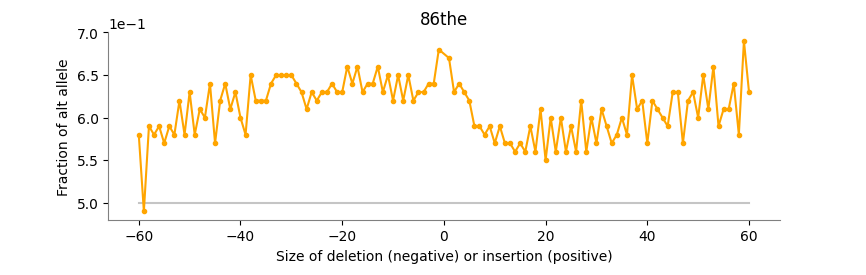 86the
1e−1
7.0
6.5
6.0
5.5
5.0
Fraction of alt allele
−60 −40 −20 0 20 40 60
Size of deletion (negative) or insertion (positive)